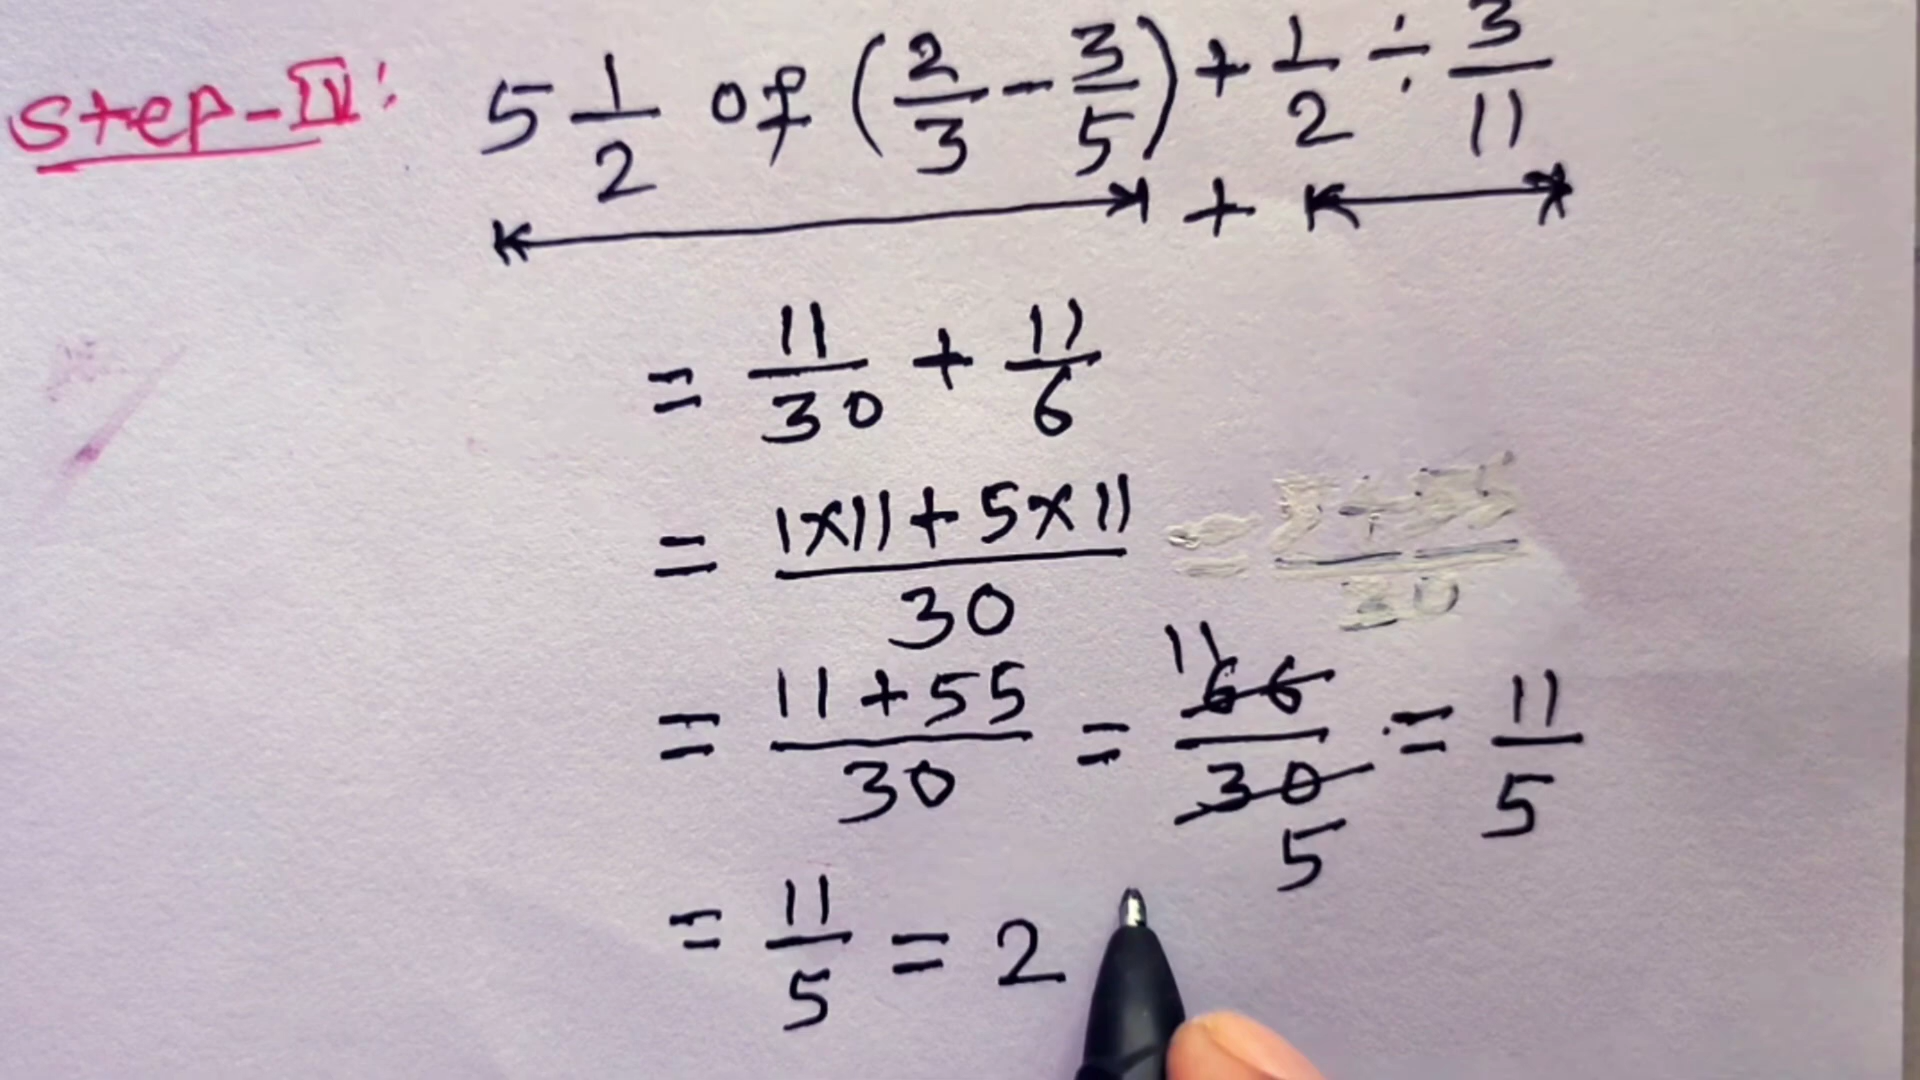 Step-IV: 5 1/2 of (2/3 - 3/5) + 1/2 ÷ 3/11
+
= 11/30 + 11/6
= (1×11+5×11)/30
= (11+55)/30 = 66/30 11 5 = 11/5
= 11/5 = 2